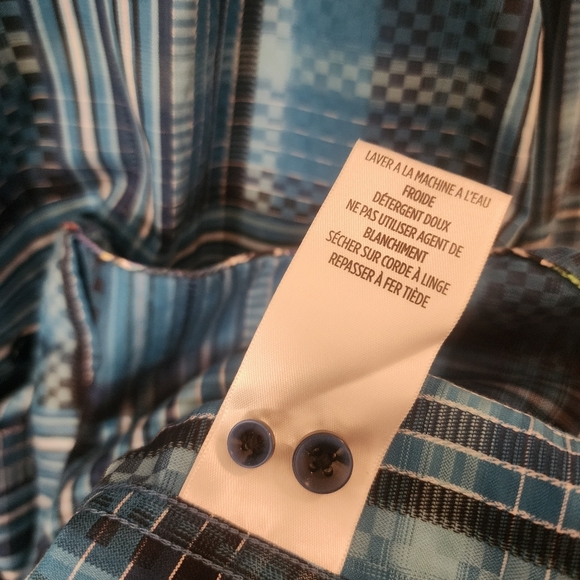 LAVER A LA MACHINE A L'EAU
FROIDE
DÉTERGENT DOUX
NE PAS UTILISER AGENT DE
BLANCHIMENT
SÉCHER SUR CORDE À LINGE
REPASSER À FER TIÈDE